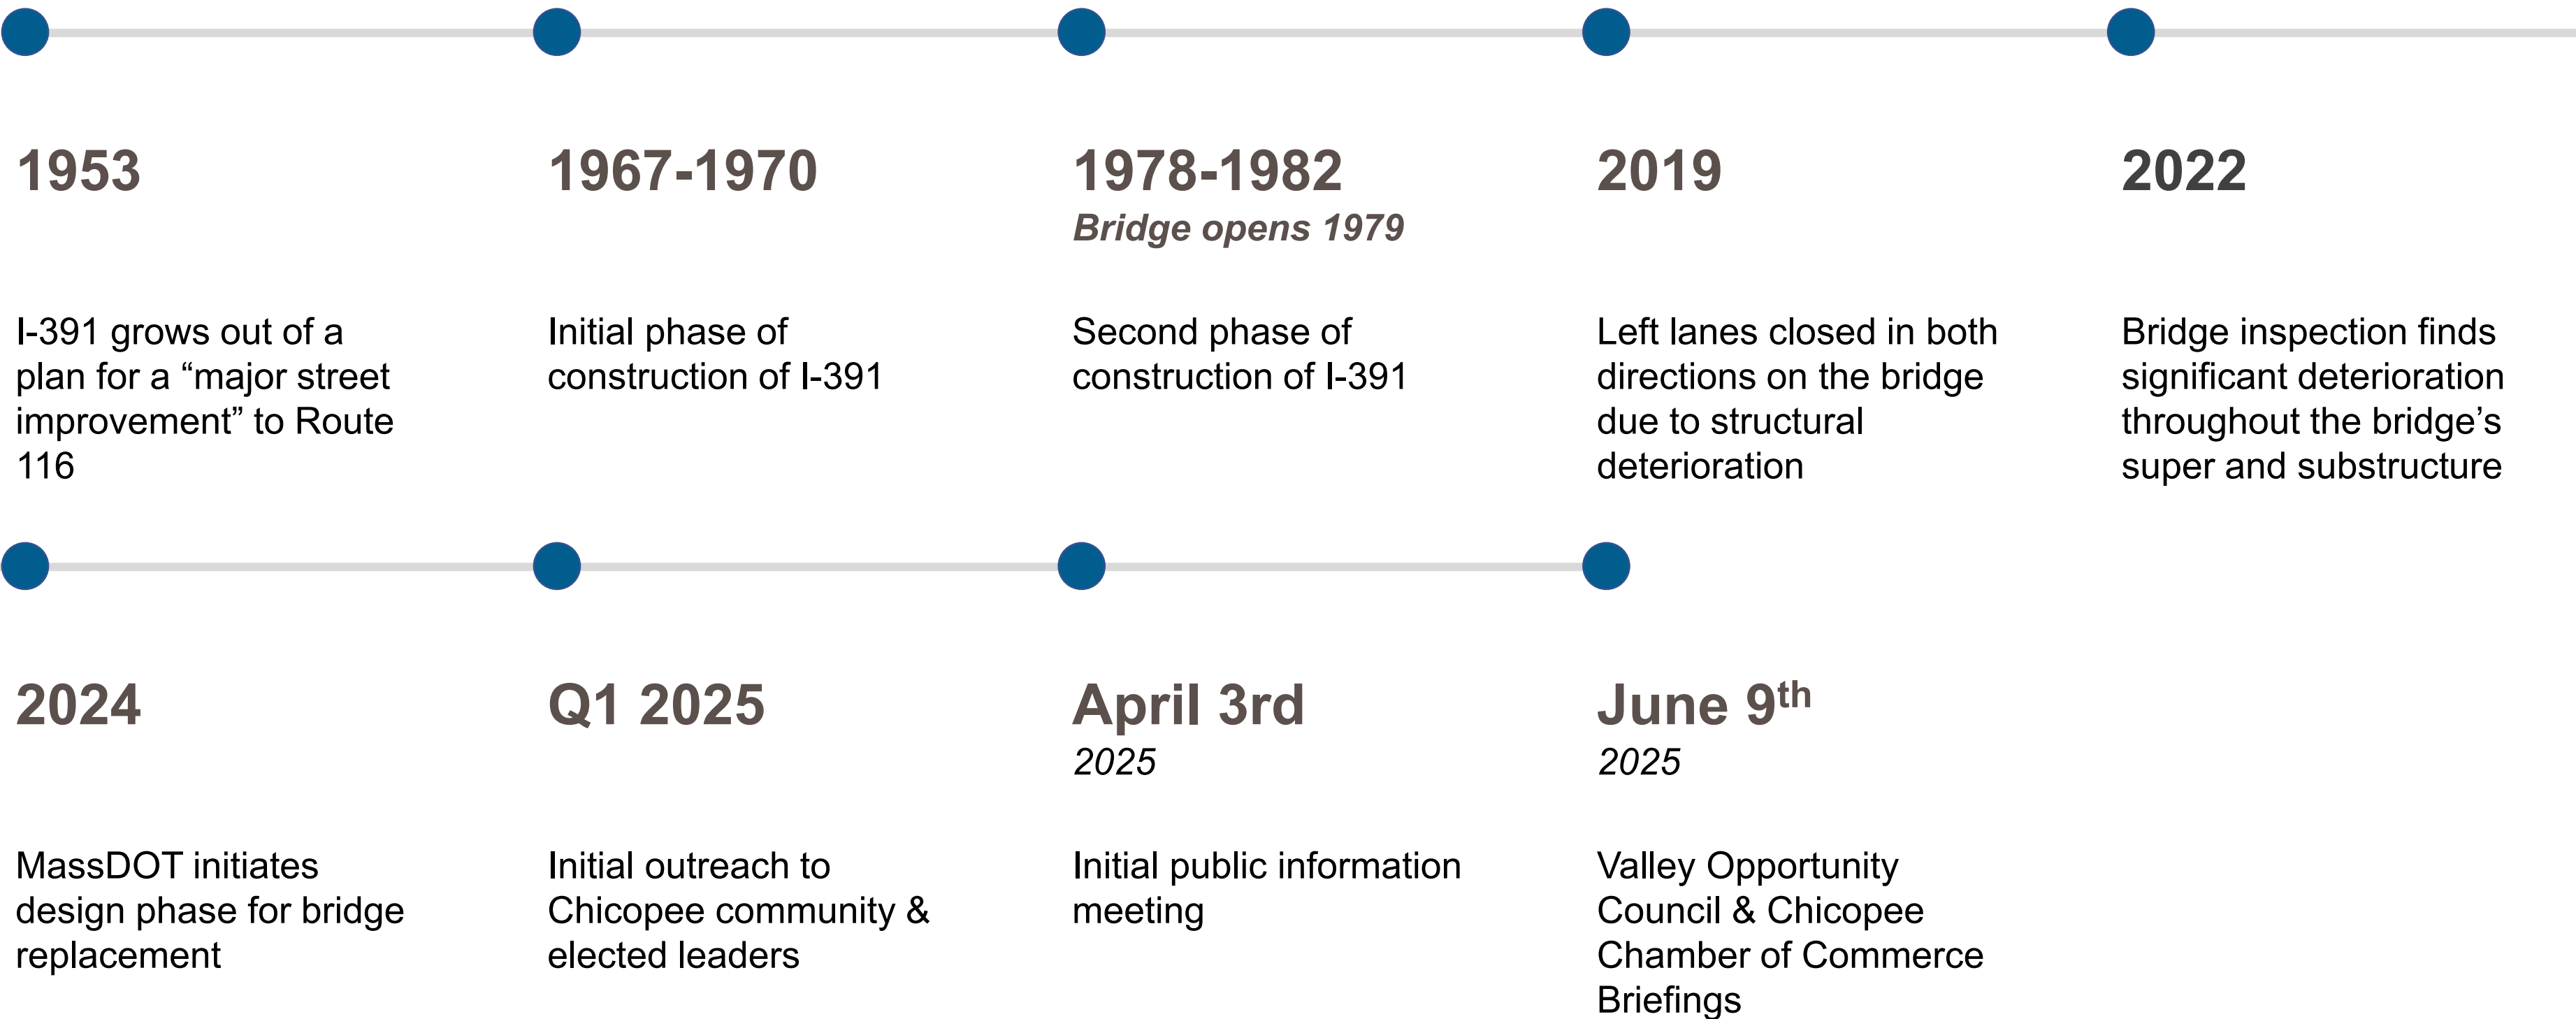 1953
I-391 grows out of a
plan for a “major street
improvement” to Route
116
1967-1970
Initial phase of
construction of I-391
1978-1982
Bridge opens 1979
Second phase of
construction of I-391
2019
Left lanes closed in both
directions on the bridge
due to structural
deterioration
2022
Bridge inspection finds
significant deterioration
throughout the bridge’s
super and substructure
2024
MassDOT initiates
design phase for bridge
replacement
Q1 2025
Initial outreach to
Chicopee community &
elected leaders
April 3rd
2025
Initial public information
meeting
June 9th
2025
Valley Opportunity
Council & Chicopee
Chamber of Commerce
Briefings